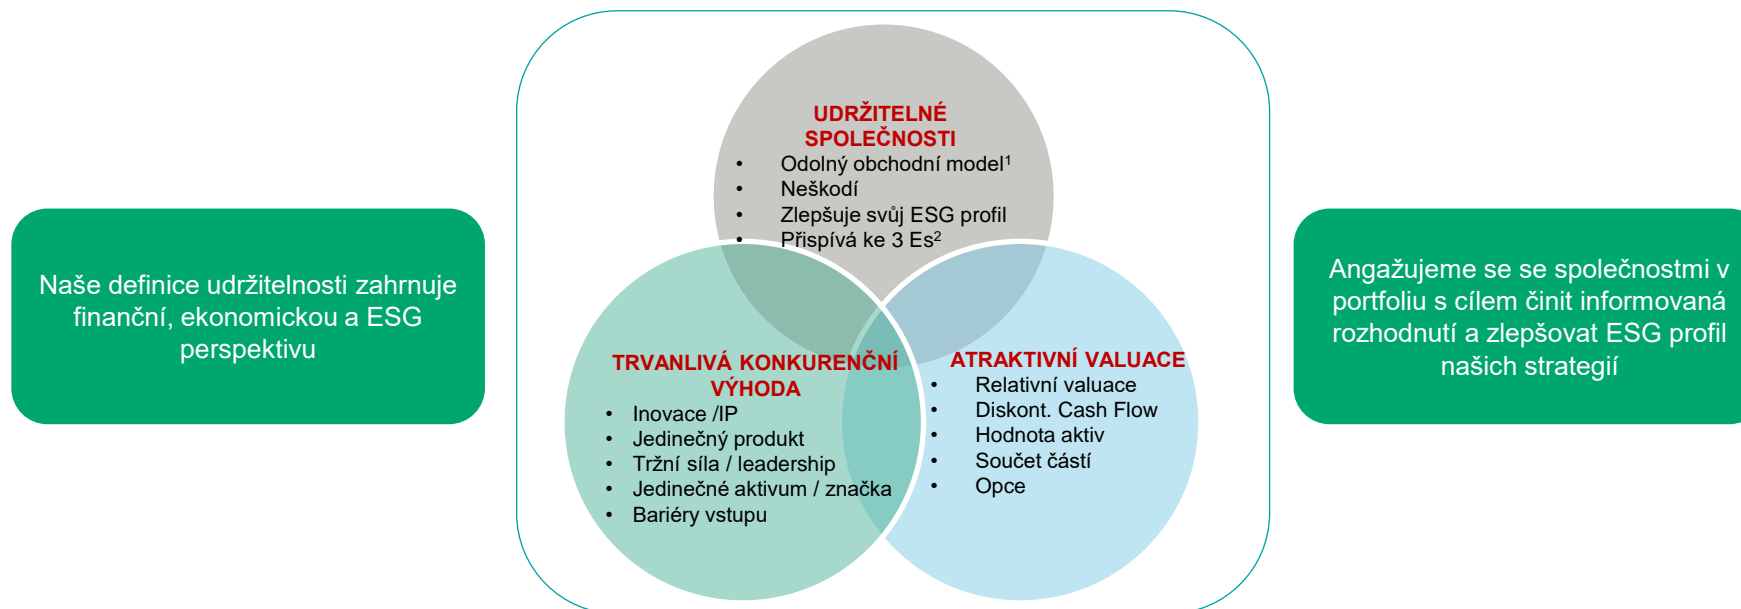 Naše definice udržitelnosti zahrnuje
finanční, ekonomickou a ESG
perspektivu
UDRŽITELNÉ
SPOLEČNOSTI
• Odolný obchodní model¹
• Neškodí
• Zlepšuje svůj ESG profil
• Přispívá ke 3 Es²
TRVANLIVÁ KONKURENČNÍ
VÝHODA
• Inovace /IP
• Jedinečný produkt
• Tržní síla / leadership
• Jedinečné aktivum / značka
• Bariéry vstupu
ATRAKTIVNÍ VALUACE
• Relativní valuace
• Diskont. Cash Flow
• Hodnota aktiv
• Součet částí
• Opce
Angažujeme se se společnostmi v
portfoliu s cílem činit informovaná
rozhodnutí a zlepšovat ESG profil
našich strategií